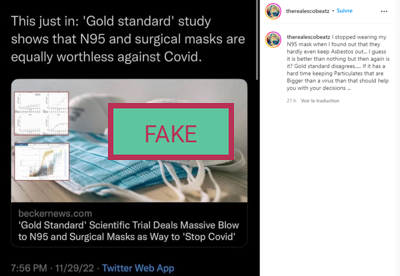 This just in: 'Gold standard' study
shows that N95 and surgical masks are
equally worthless against Covid.
FAKE
beckernews.com
'Gold Standard' Scientific Trial Deals Massive Blow
to N95 and Surgical Masks as Way to 'Stop Covid'
7:56 PM · 11/29/22 · Twitter Web App
therealescobeatz • Suivre
therealescobeatz I stopped wearing my
N95 mask when I found out that they
hardly even keep Asbestos out... I guess
it is better than nothing but then again is
it? Gold standard disagrees.... If it has a
hard time keeping Particulates that are
Bigger than a virus than that should help
you with your decisions ...
21 h Voir la traduction